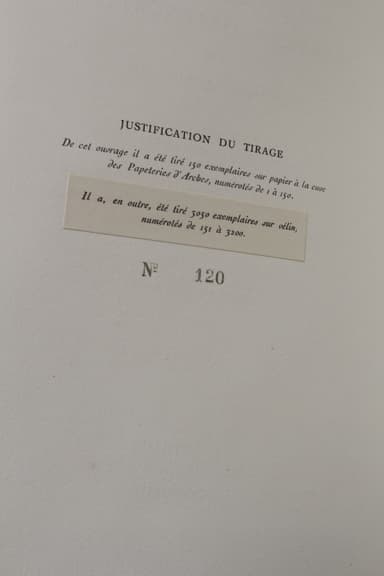 JUSTIFICATION DU TIRAGE
De cet ouvrage il a été tiré 150 exemplaires sur papier à la cuve
des Papeteries d'Arches, numérotés de 1 à 150.
Il a, en outre, été tiré 3050 exemplaires sur vélin,
numérotés de 151 à 3200.
Nº 120